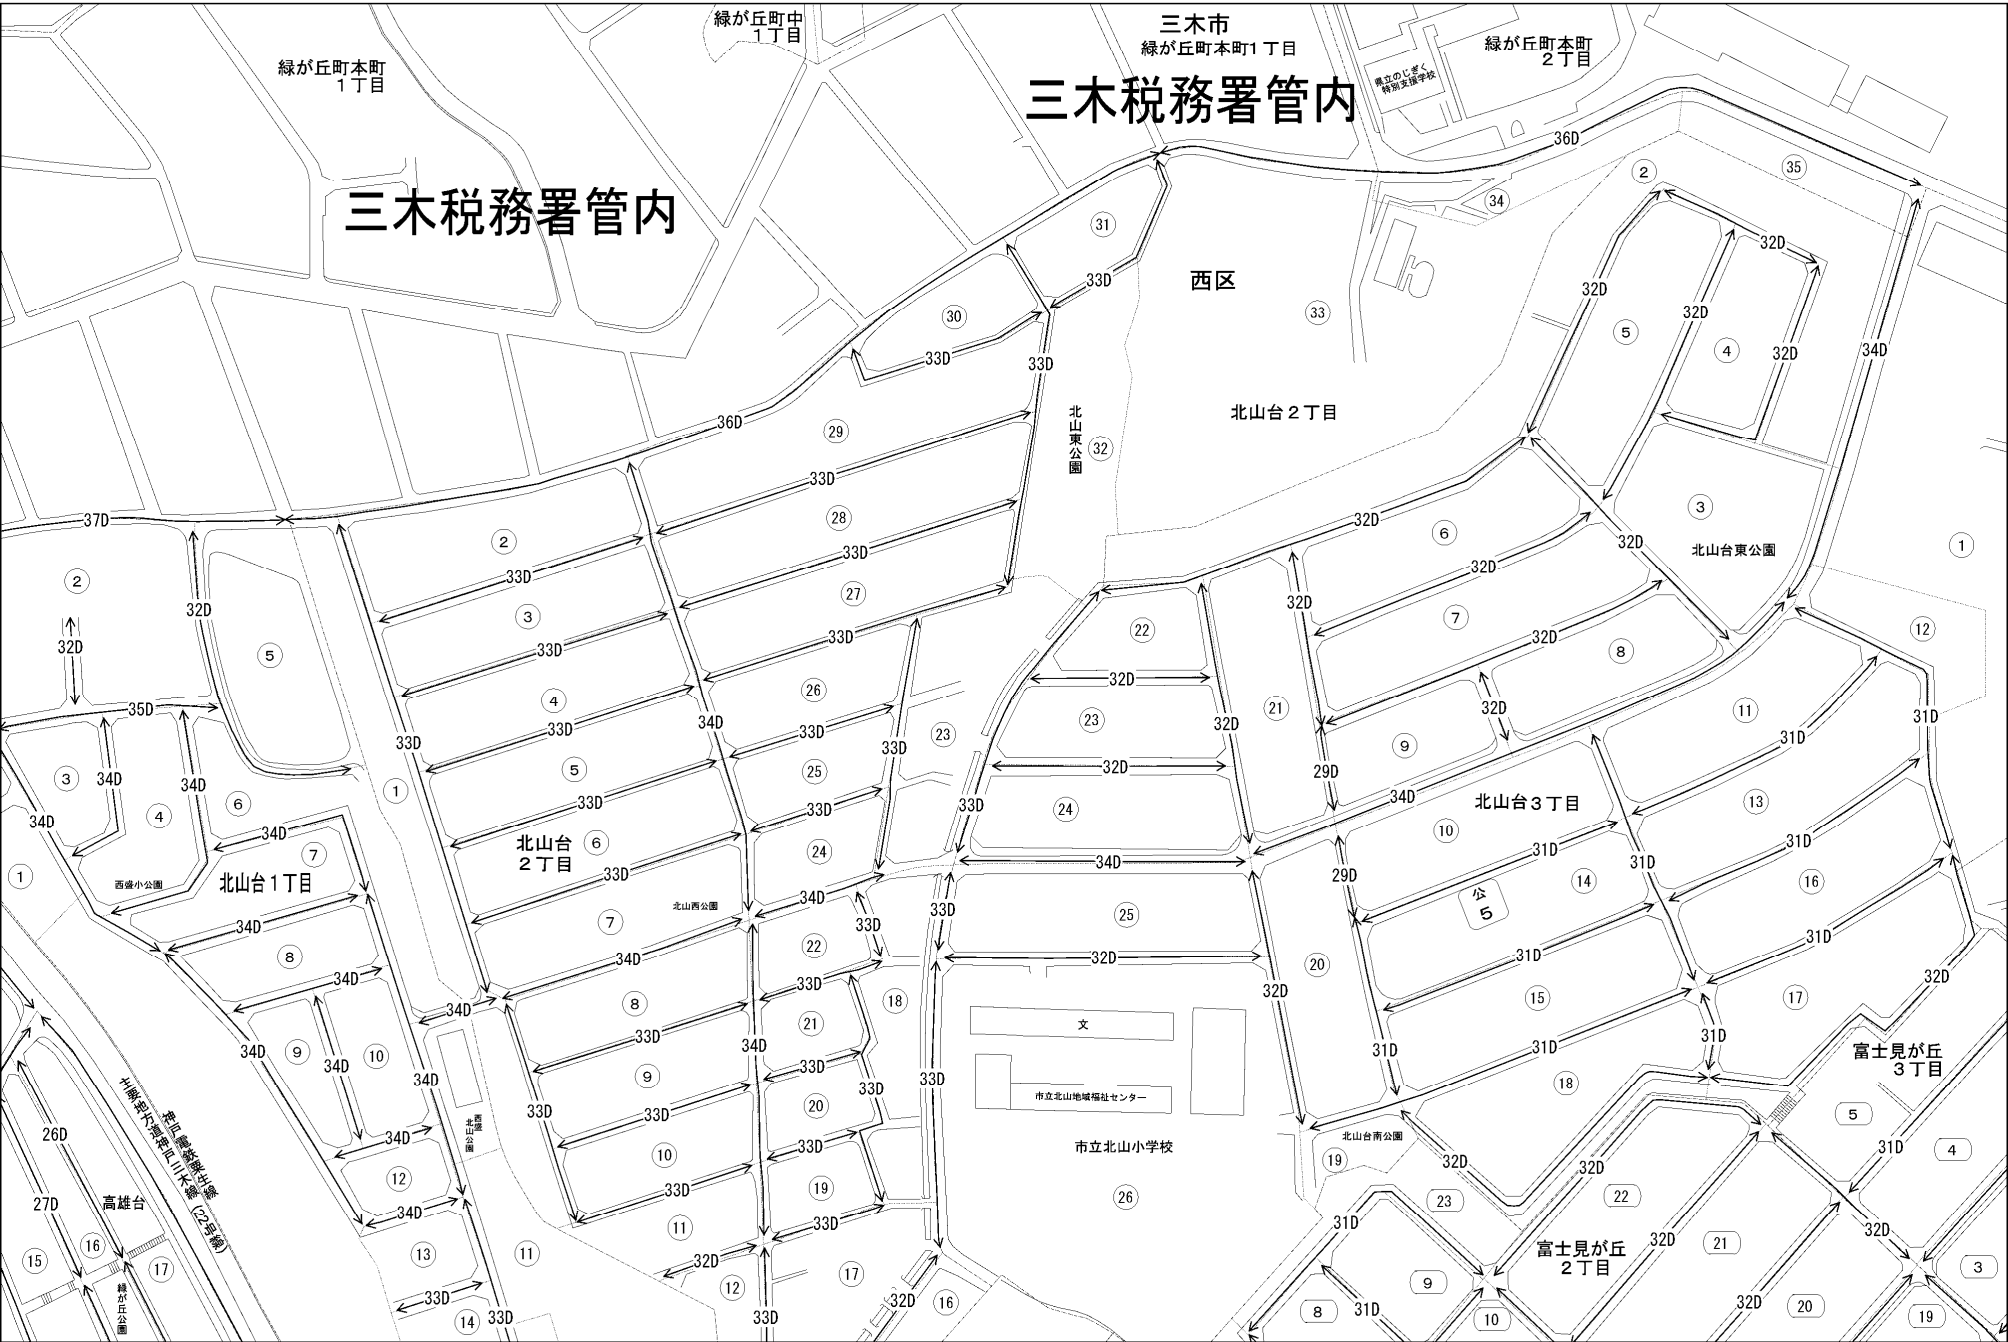 緑が丘町中
1丁目
三木市
緑が丘町本町1丁目
緑が丘町本町
2丁目
緑が丘町本町
1丁目
県立のじぎく
特別支援学校
三木税務署管内
三木税務署管内
36D
35
2
34
31
32D
西区
33D
32D
33
30
5
32D
34D
4
32D
33D
33D
36D
29
北山東公園
32
北山台2丁目
33D
37D
28
32D
6
3
2
33D
32D
北山台東公園
1
33D
32D
2
32D
27
32D
7
32D
3
22
12
32D
33D
33D
8
5
26
32D
4
34D
32D
21
32D
11
31D
35D
23
33D
33D
23
33D
33D
9
31D
5
25
32D
29D
34D
3
34D
34D
6
1
33D
33D
33D
24
34D
北山台3丁目
13
34D
4
34D
10
北山台
2丁目
6
24
31D
31D
7
34D
31D
1
西盛小公園
北山台1丁目
33D
29D
14
16
公
5
34D
北山西公園
7
33D
33D
25
34D
22
31D
31D
8
34D
32D
20
34D
33D
32D
32D
8
18
15
17
34D
文
21
33D
34D
31D
9
10
34D
31D
31D
富士見が丘
3丁目
34D
34D
9
33D
33D
33D
18
市立北山地域福祉センター
主要地方道神戸三木線(22号線)
神戸電鉄粟生線
33D
33D
20
5
26D
西盛
北山公園
北山台南公園
34D
市立北山小学校
31D
4
10
33D
19
32D
32D
12
33D
19
26
22
23
27D
高雄台
34D
33D
31D
11
32D
16
13
11
富士見が丘
2丁目
32D
21
15
17
32D
17
3
9
12
緑が丘公園
33D
32D
16
8
31D
10
32D
20
19
14
33D
33D